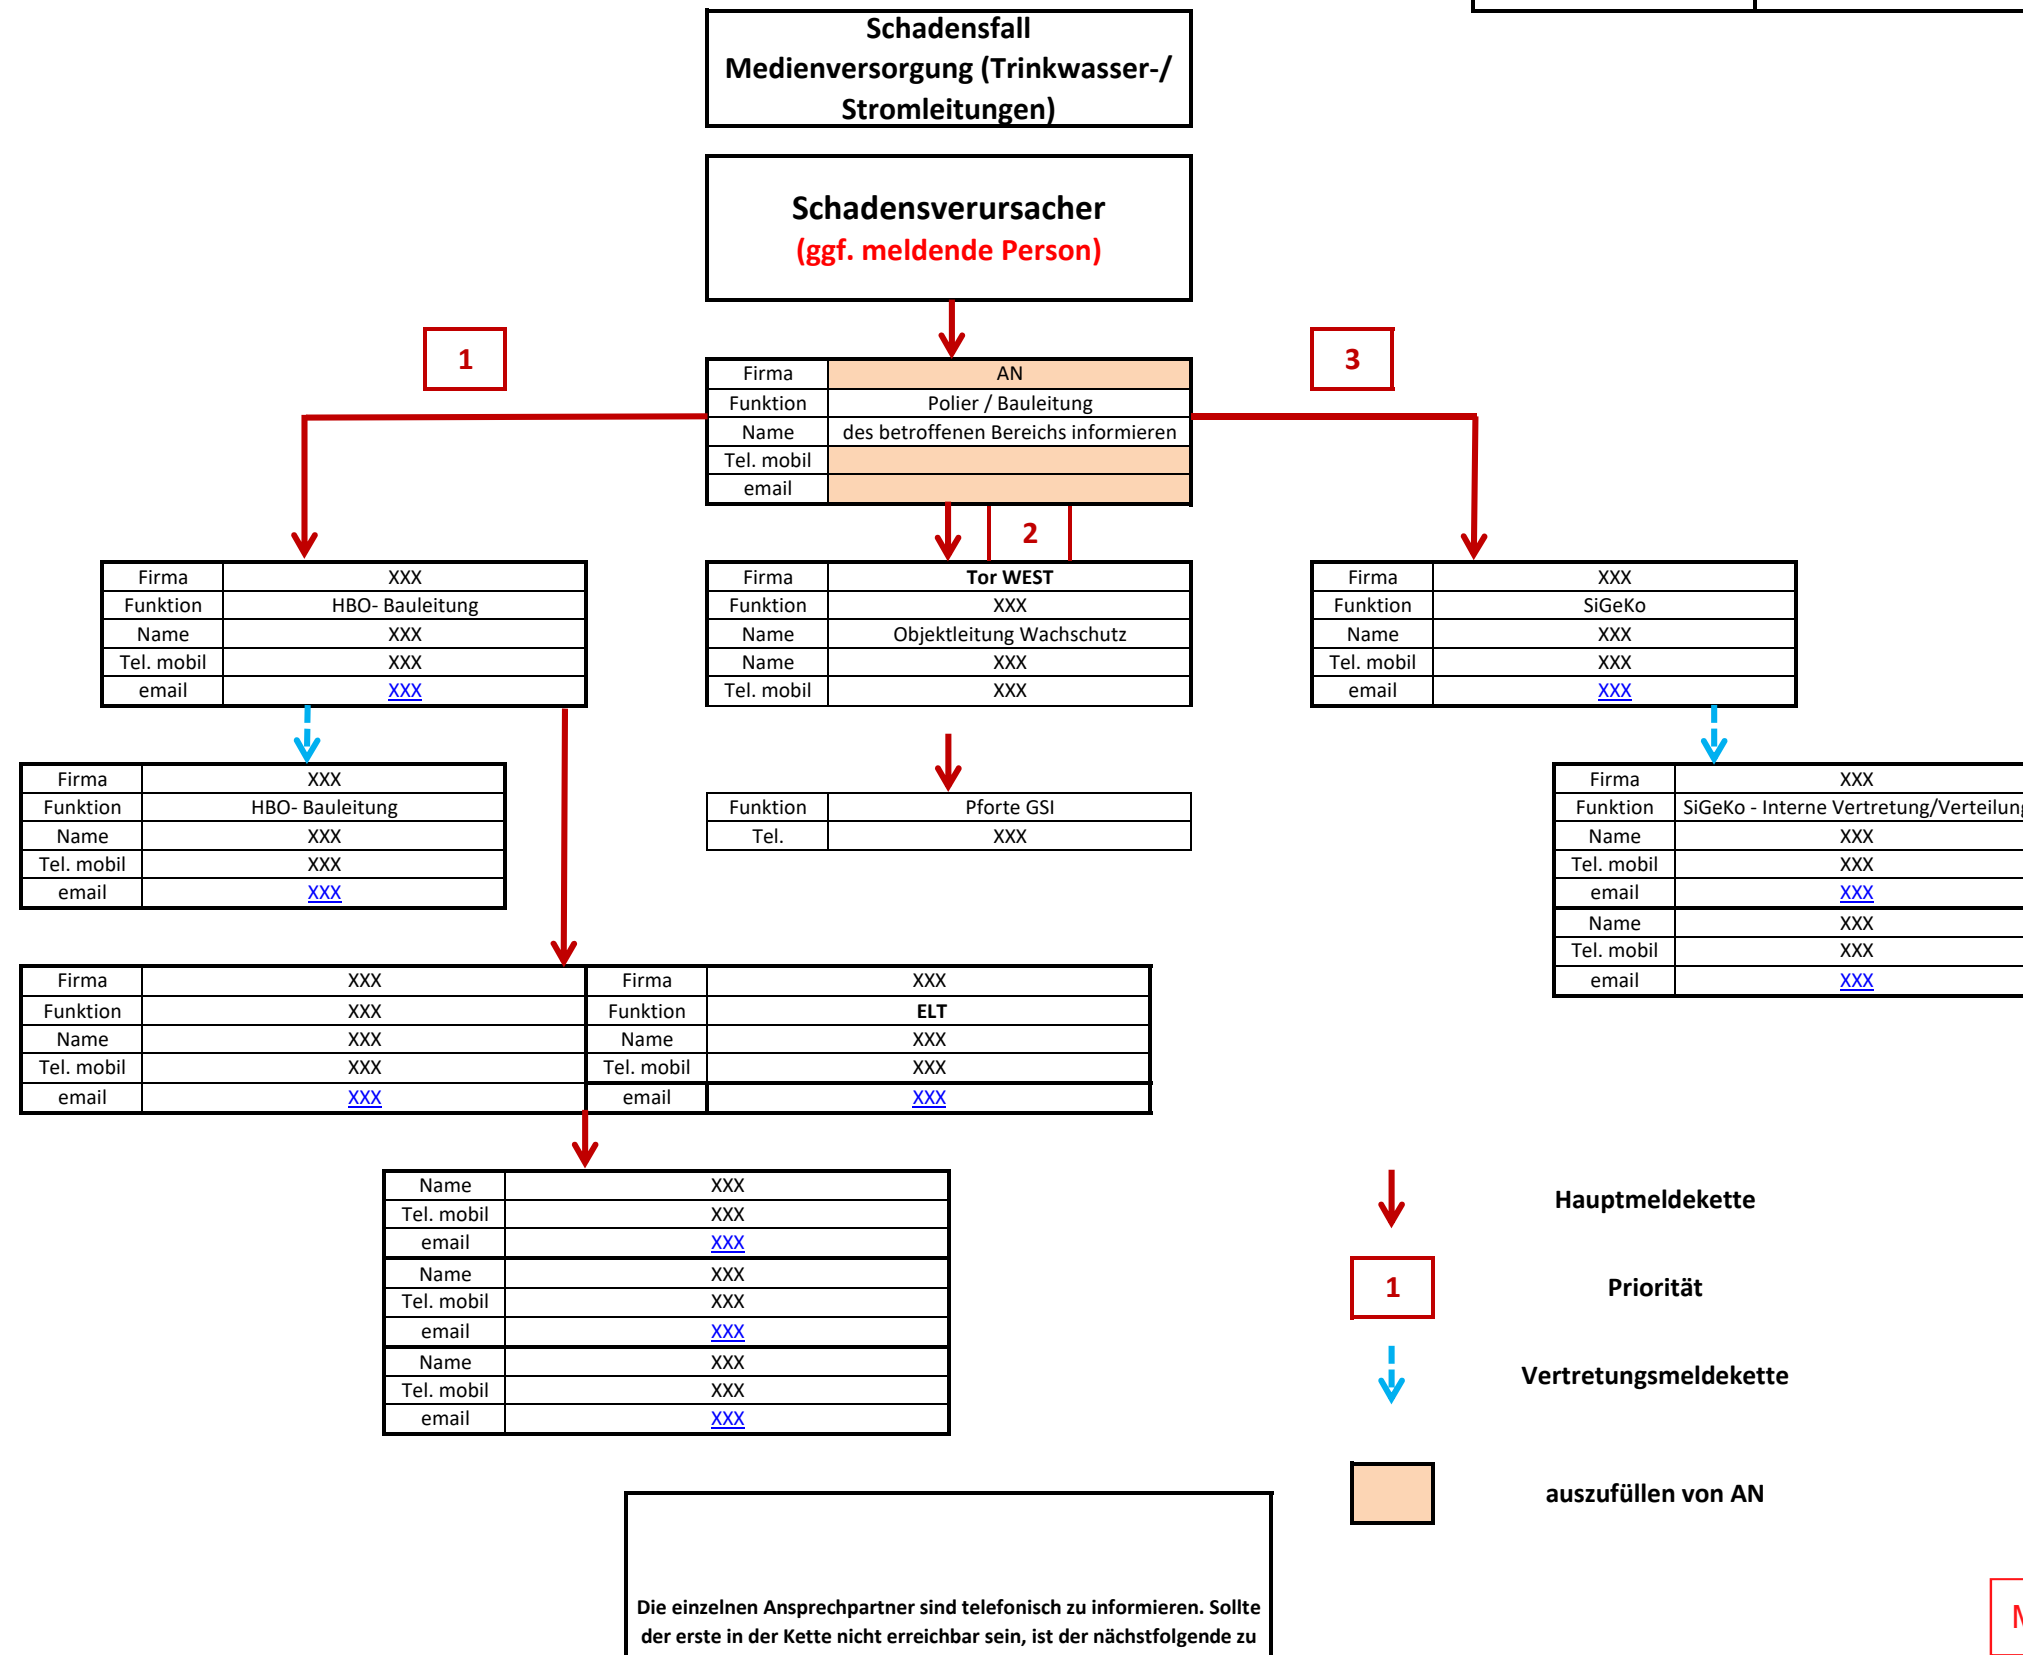 Schadensfall
Medienversorgung (Trinkwasser-/
Stromleitungen)
Schadensverursacher
(ggf. meldende Person)
1
3
Firma AN
Funktion Polier / Bauleitung
Name des betroffenen Bereichs informieren
Tel. mobil
email
2
Firma XXX
Funktion HBO- Bauleitung
Name XXX
Tel. mobil XXX
email XXX
Firma Tor WEST
Funktion XXX
Name Objektleitung Wachschutz
Name XXX
Tel. mobil XXX
Firma XXX
Funktion SiGeKo
Name XXX
Tel. mobil XXX
email XXX
Firma XXX
Funktion HBO- Bauleitung
Name XXX
Tel. mobil XXX
email XXX
Funktion Pforte GSI
Tel. XXX
Firma XXX
Funktion SiGeKo - Interne Vertretung/Verteilung
Name XXX
Tel. mobil XXX
email XXX
Name XXX
Tel. mobil XXX
email XXX
Firma XXX
Funktion XXX
Name XXX
Tel. mobil XXX
email XXX
Firma XXX
Funktion ELT
Name XXX
Tel. mobil XXX
email XXX
Name XXX
Tel. mobil XXX
email XXX
Name XXX
Tel. mobil XXX
email XXX
Name XXX
Tel. mobil XXX
email XXX
Hauptmeldekette
1 Priorität
Vertretungsmeldekette
auszufüllen von AN
Die einzelnen Ansprechpartner sind telefonisch zu informieren. Sollte
der erste in der Kette nicht erreichbar sein, ist der nächstfolgende zu